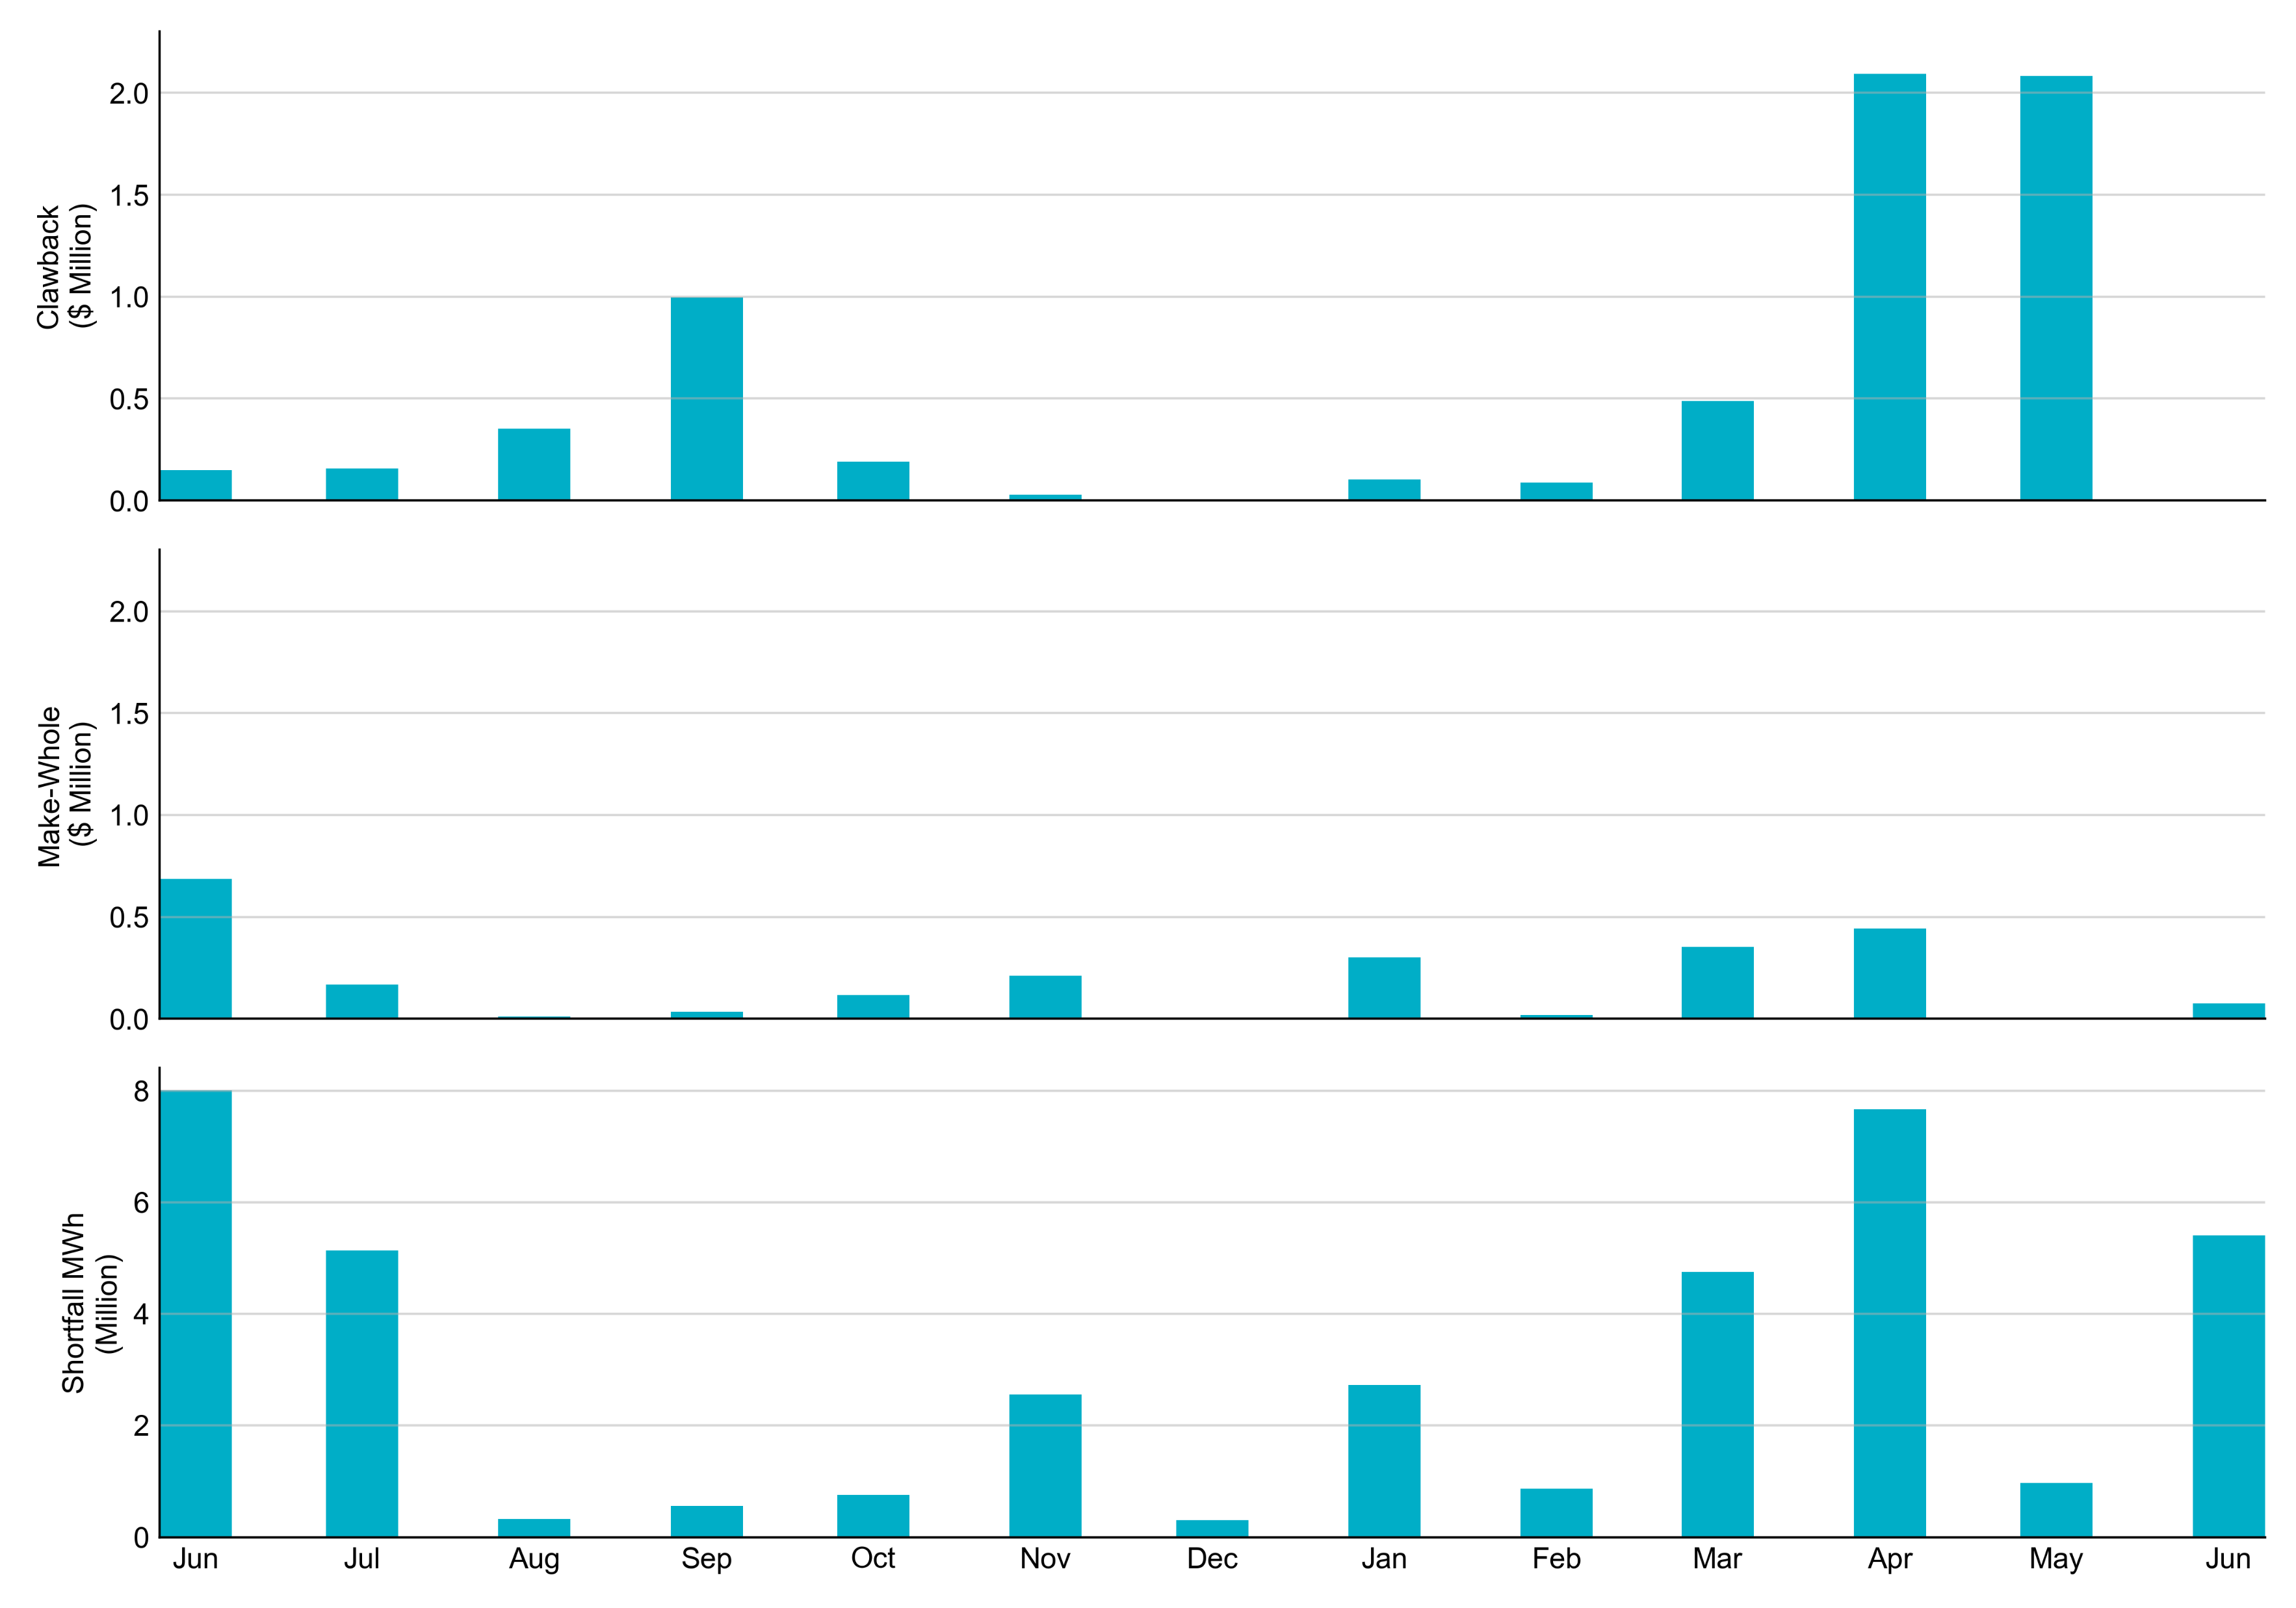 Clawback
($ Million)
2.0
1.5
1.0
0.5
0.0
Make-Whole
($ Million)
2.0
1.5
1.0
0.5
0.0
Shortfall MWh
(Million)
8
6
4
2
0
Jun Jul Aug Sep Oct Nov Dec Jan Feb Mar Apr May Jun